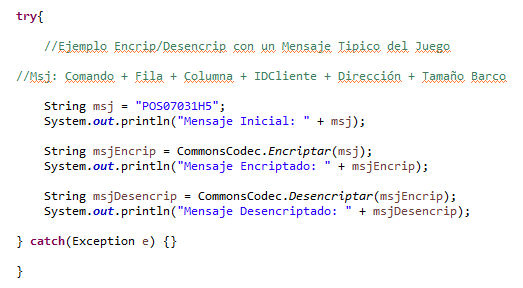 try{
//Ejemplo Encrip/Desencrip con un Mensaje Tipico del Juego
//Msj: Comando + Fila + Columna + IDCliente + Dirección + Tamaño Barco
String msj = "POS07031H5";
System.out.println("Mensaje Inicial: " + msj);
String msjEncrip = CommonsCodec.Encriptar(msj);
System.out.println("Mensaje Encriptado: " + msjEncrip);
String msjDesencrip = CommonsCodec.Desencriptar(msjEncrip);
System.out.println("Mensaje Desencriptado: " + msjDesencrip);
} catch(Exception e) {}
}